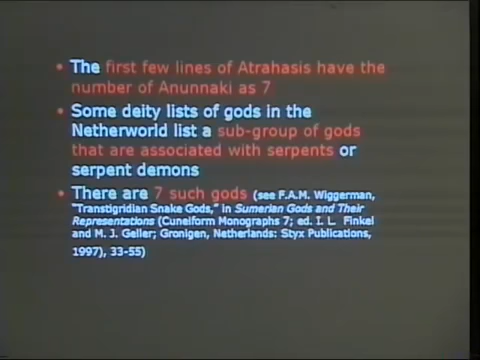 • The first few lines of Atrahasis have the
number of Anunnaki as 7
• Some deity lists of gods in the
Netherworld list a sub-group of gods
that are associated with serpents or
serpent demons
• There are 7 such gods (see F.A.M. Wiggerman,
"Transtigridian Snake Gods," in Sumerian Gods and Their
Representations (Cuneiform Monographs 7; ed. I. L. Finkel
and M. J. Geller; Gronigen, Netherlands: Styx Publications,
1997), 33-55)